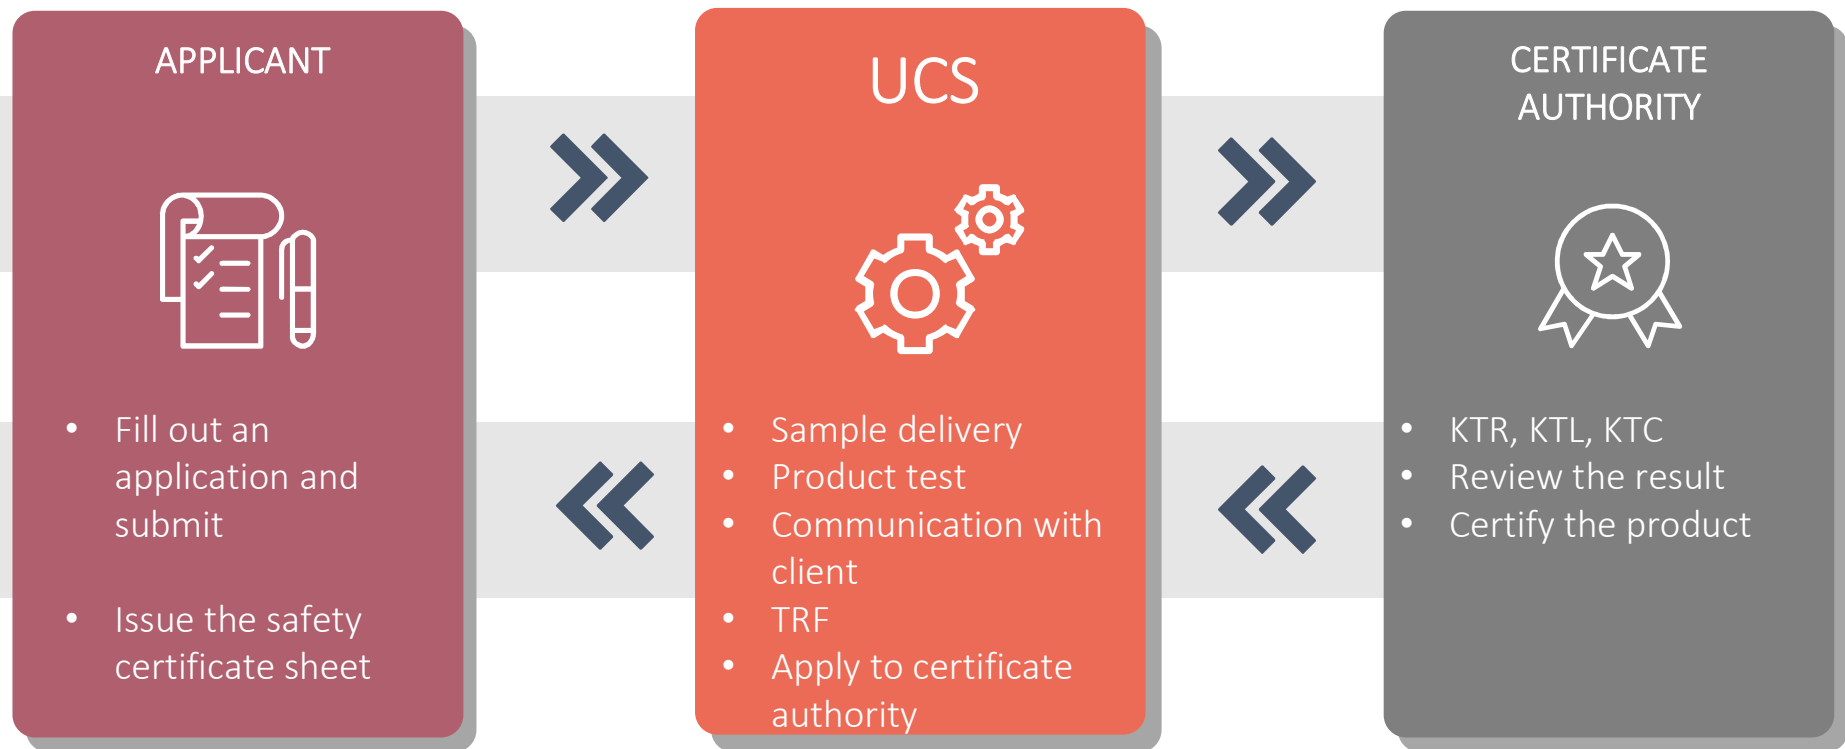 APPLICANT
• Fill out an
application and
submit
• Issue the safety
certificate sheet
UCS
• Sample delivery
• Product test
• Communication with
client
• TRF
• Apply to certificate
authority
CERTIFICATE
AUTHORITY
• KTR, KTL, KTC
• Review the result
• Certify the product